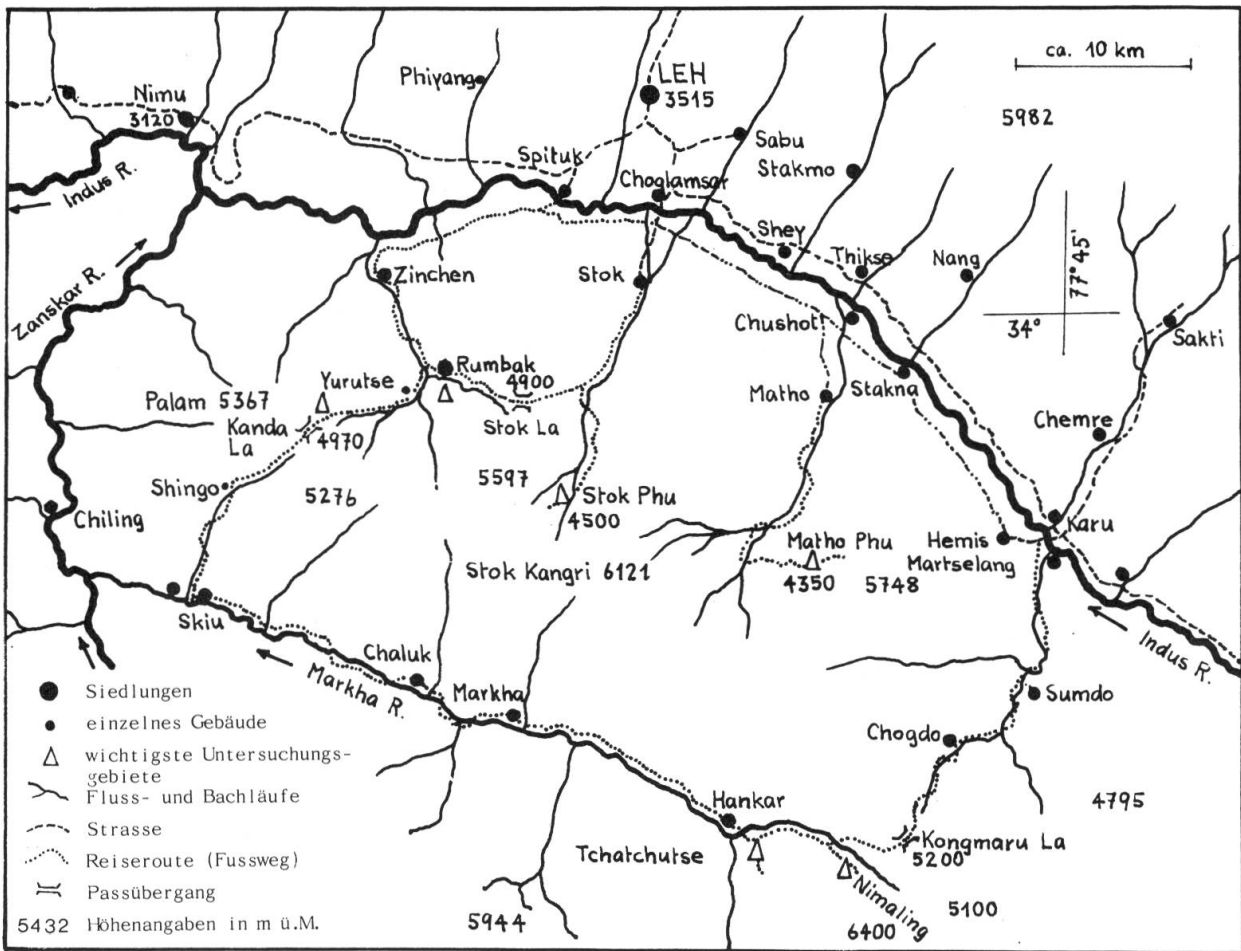 ca. 10 km
LEH
3515
Phiyang
Nimu
3120
5982
Sabu
Stakmo
Spituk
Choglamsar
Indus R.
Shey
Thikse
Nang
77°45'
34°
Zanskar R.
Zinchen
Stok
Chushot
Sakti
Rumbak
4900
Yurutse
Palam 5367
Kanda
La
4970
Stok La
Matho
Stakna
Chemre
5597
Shingo
5276
Stok Phu
4500
Chiling
Karu
Matho Phu
4350
5748
Hemis
Martselang
Stok Kangri 6121
Skiu
Indus R.
Chaluk
Markha R.
Markha
Sumdo
Chogdo
4795
Hankar
Kongmaru La
5200
Tchatchutse
Nimaling
5100
6400
5944
Siedlungen
einzelnes Gebäude
wichtigste Untersuchungs-
gebiete
Fluss- und Bachläufe
Strasse
Reiseroute (Fussweg)
Passübergang
5432 Höhenangaben in m ü.M.